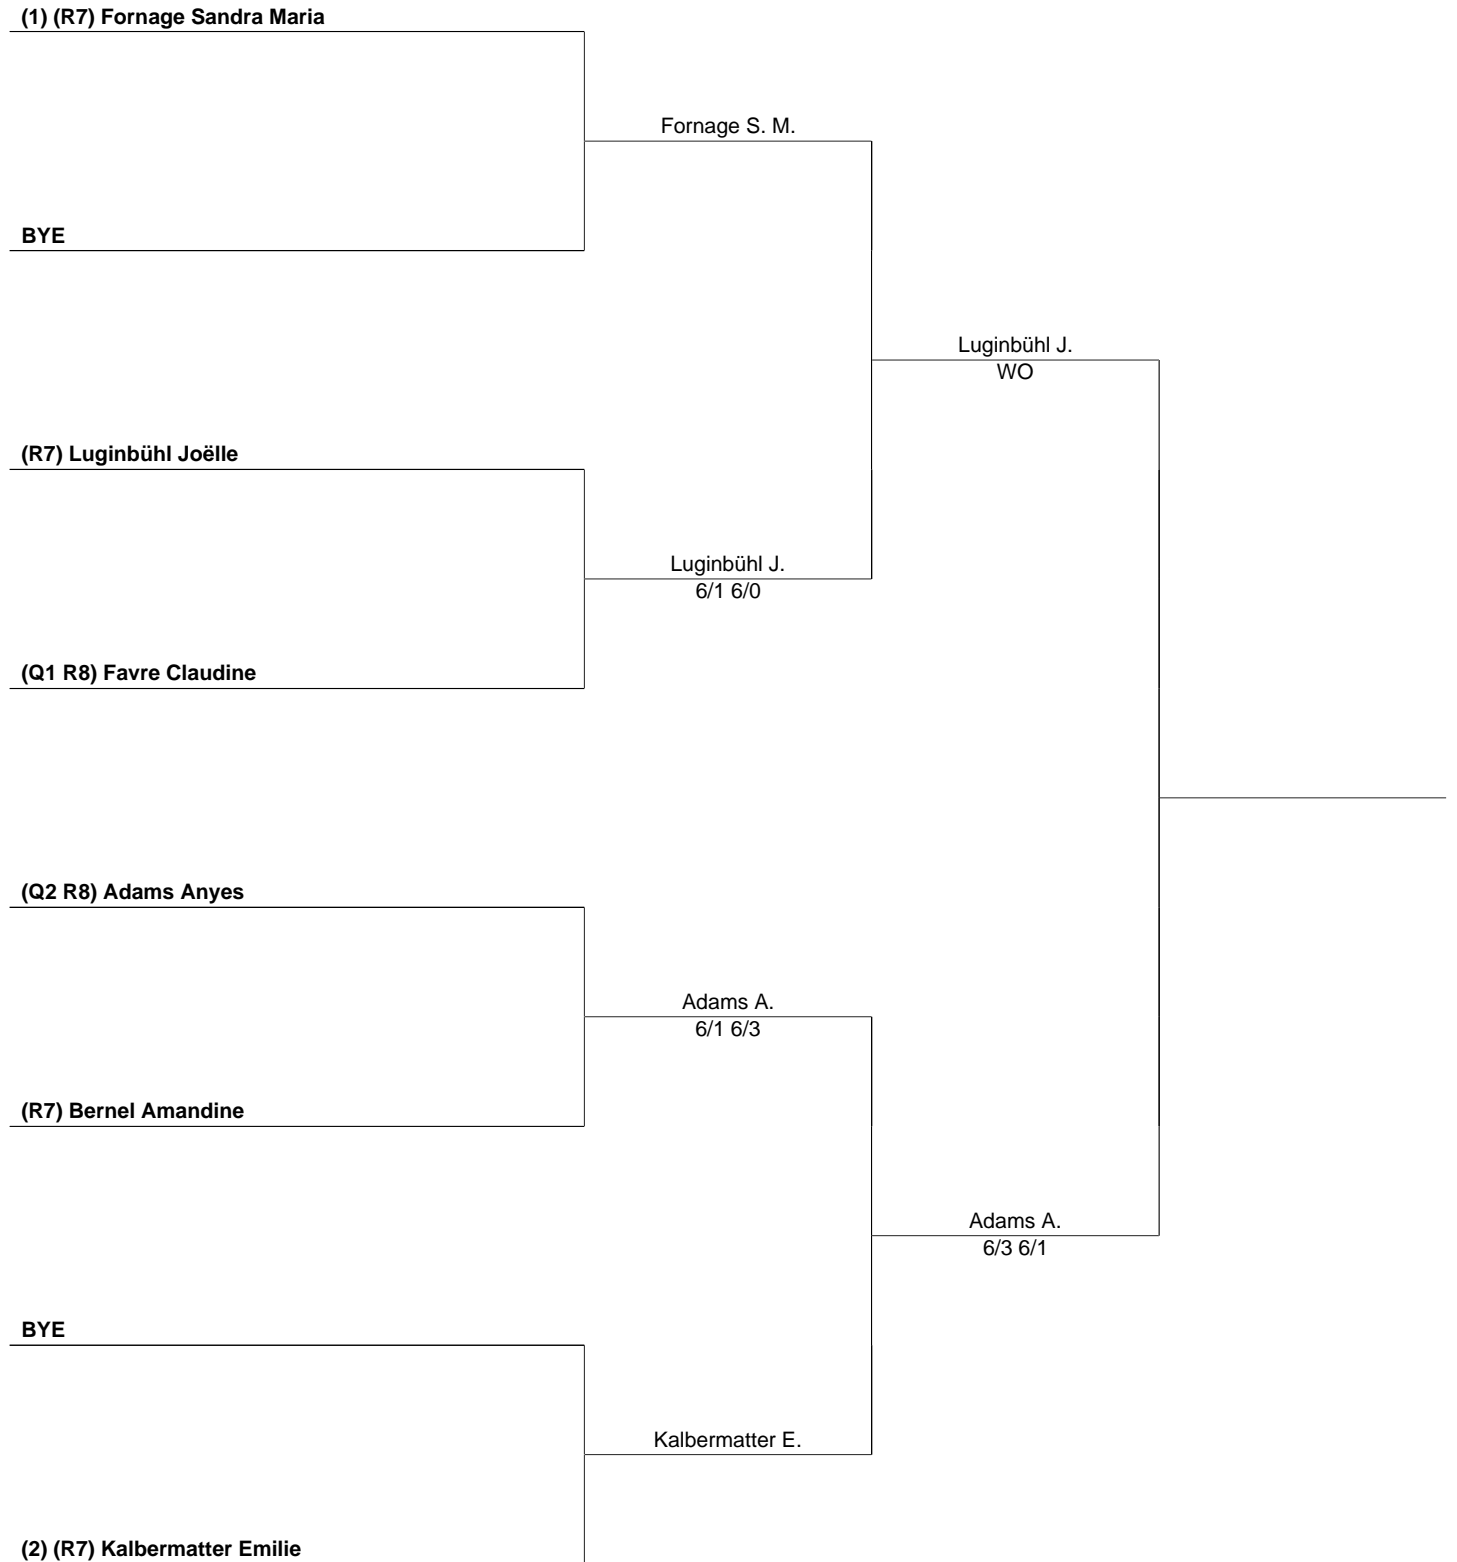 (1) (R7) Fornage Sandra Maria
Fornage S. M.
BYE
Luginbühl J.
WO
(R7) Luginbühl Joëlle
Luginbühl J.
6/1 6/0
(Q1 R8) Favre Claudine
(Q2 R8) Adams Anyes
Adams A.
6/1 6/3
(R7) Bernel Amandine
Adams A.
6/3 6/1
BYE
Kalbermatter E.
(2) (R7) Kalbermatter Emilie